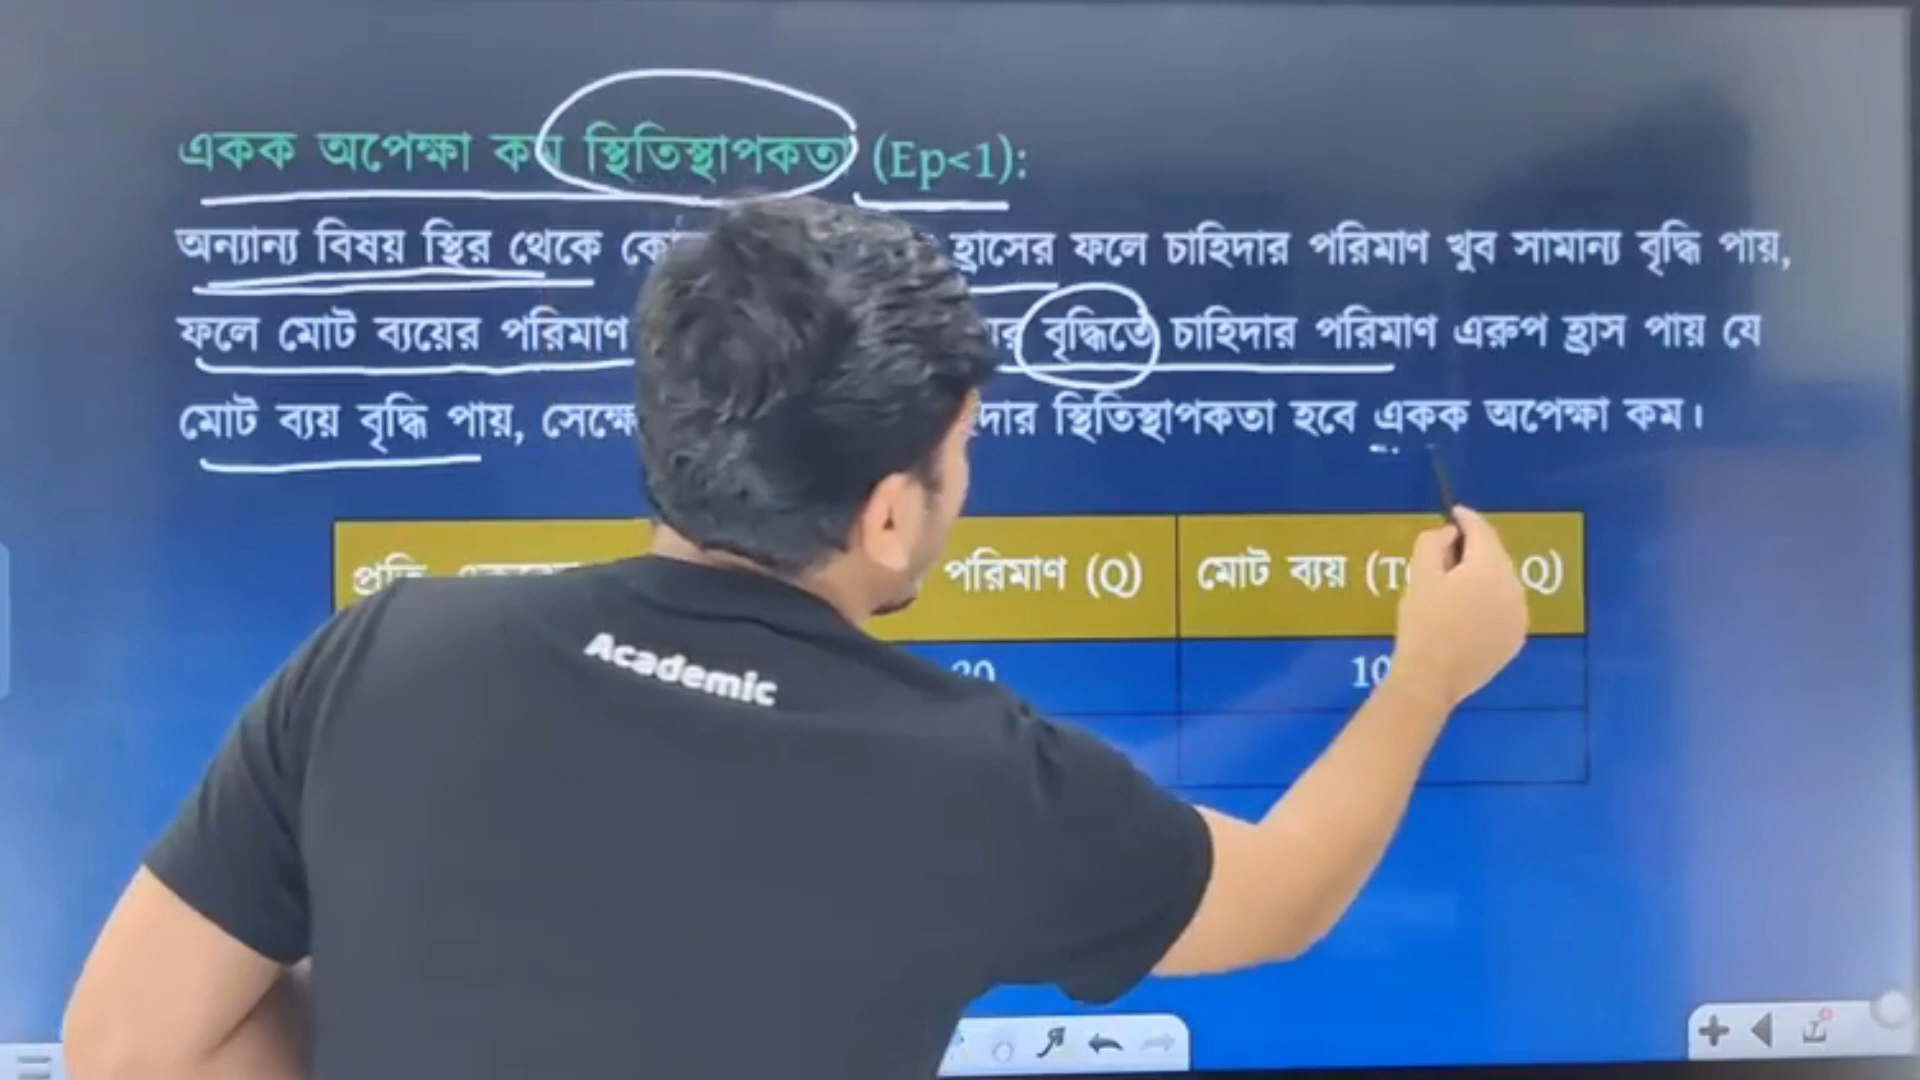 একক অপেক্ষা কম স্থিতিস্থাপকতা (Ep<1):
অন্যান্য বিষয় স্থির থেকে হ্রাসের ফলে চাহিদার পরিমাণ খুব সামান্য বৃদ্ধি পায়,
ফলে মোট ব্যয়ের পরিমাণ বৃদ্ধিতে চাহিদার পরিমাণ এরুপ হ্রাস পায় যে
মোট ব্যয় বৃদ্ধি পায়, স্থিতিস্থাপকতা হবে একক অপেক্ষা কম।
প্রতি পরিমাণ (Q) মোট ব্যয়
Academic